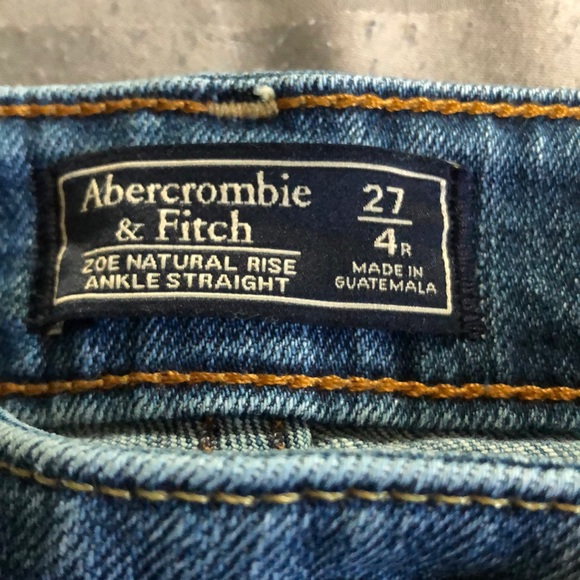 Abercrombie
& Fitch
ZOE NATURAL RISE
ANKLE STRAIGHT
27
4R
MADE IN
GUATEMALA